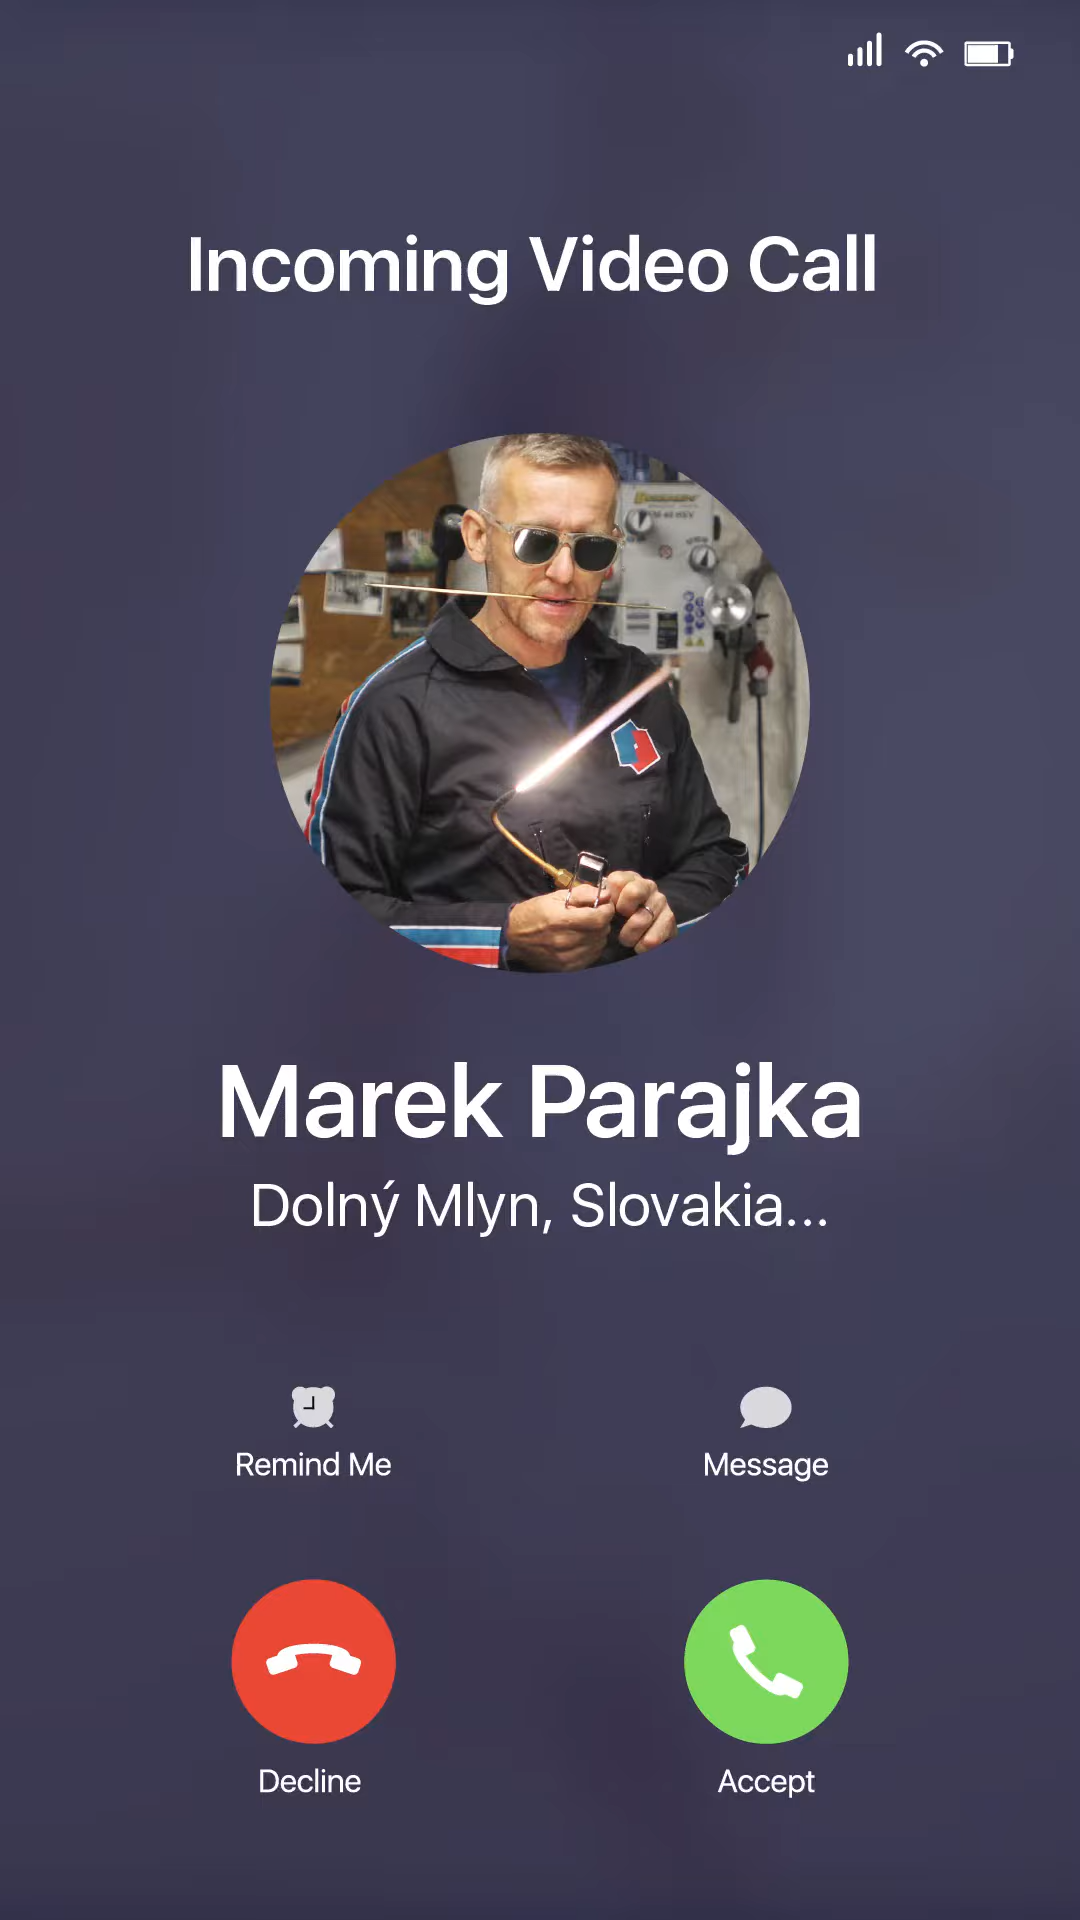 Incoming Video Call
Marek Parajka
Dolný Mlyn, Slovakia...
Remind Me
Message
Decline
Accept